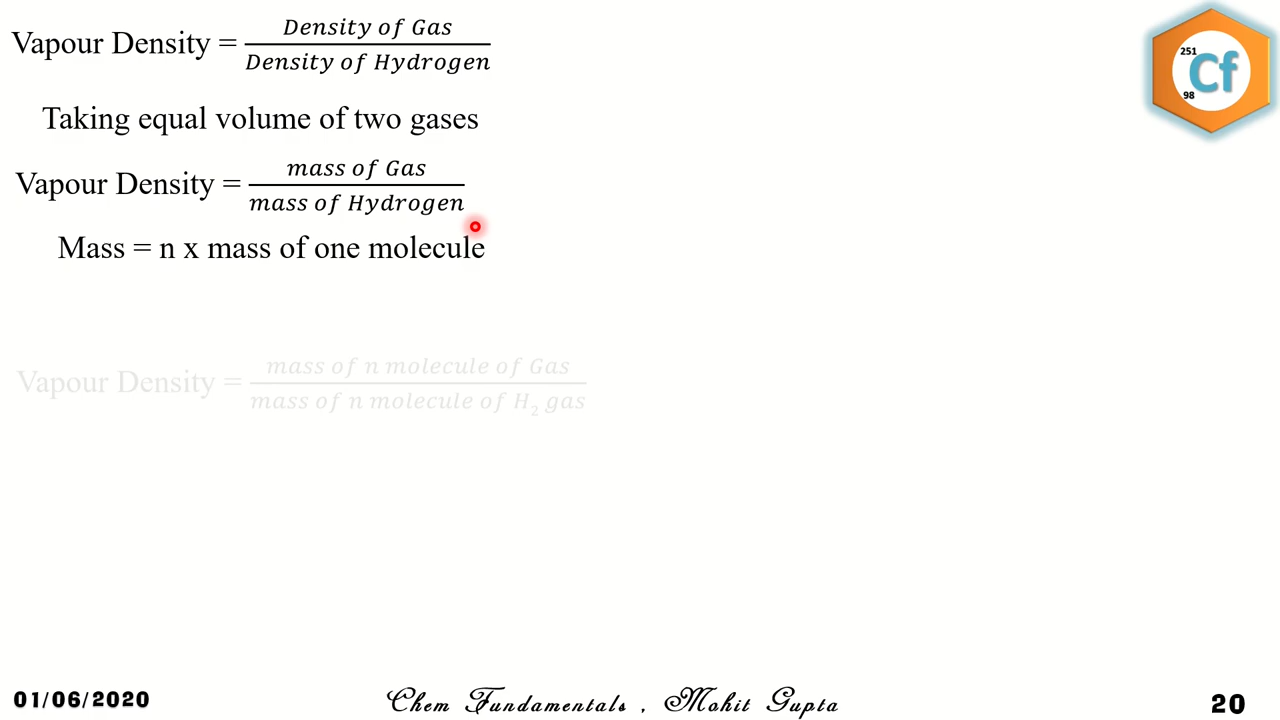 Vapour Density = Density of Gas / Density of Hydrogen
Taking equal volume of two gases
Vapour Density = mass of Gas / mass of Hydrogen
Mass = n x mass of one molecule
Vapour Density = mass of n molecule of Gas / mass of n molecule of H₂ gas
251
Cf
98
01/06/2020
Chem Fundamentals , Mohit Gupta
20